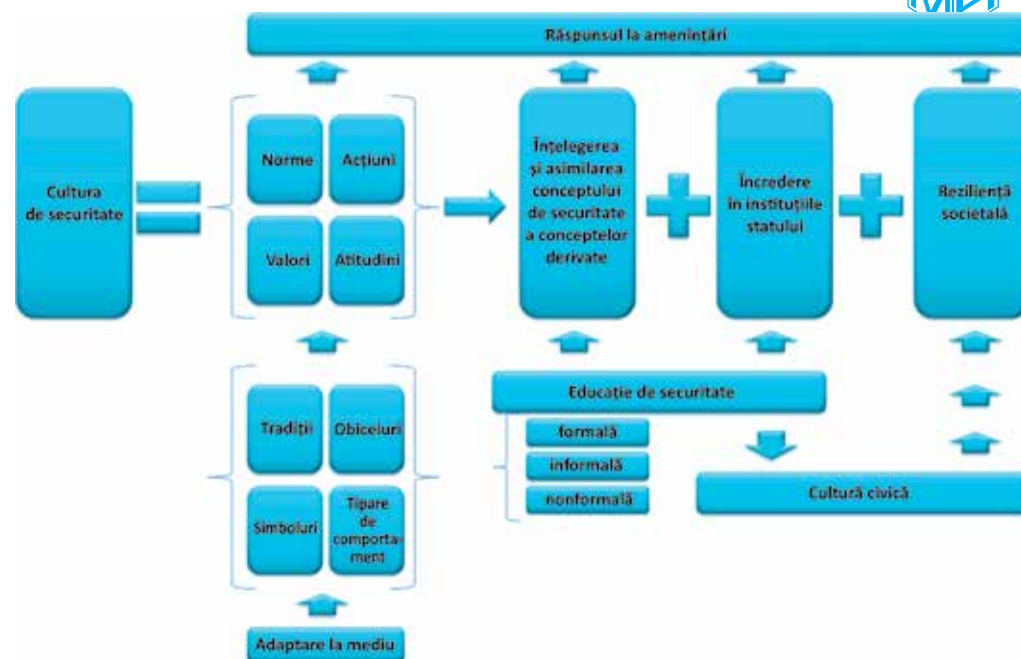 Răspunsul la amenințări
Cultura
de securitate
Norme
Acțiuni
Valori
Atitudini
Înțelegerea
și asimilarea
conceptului
de securitate
a conceptelor
derivate
Încredere
în instituțiile
statului
Reziliență
societală
Tradiții
Obiceiuri
Simboluri
Tipare
de
comporta-
ment
Adaptare la mediu
Educație de securitate
formală
informală
nonformală
Cultură civică